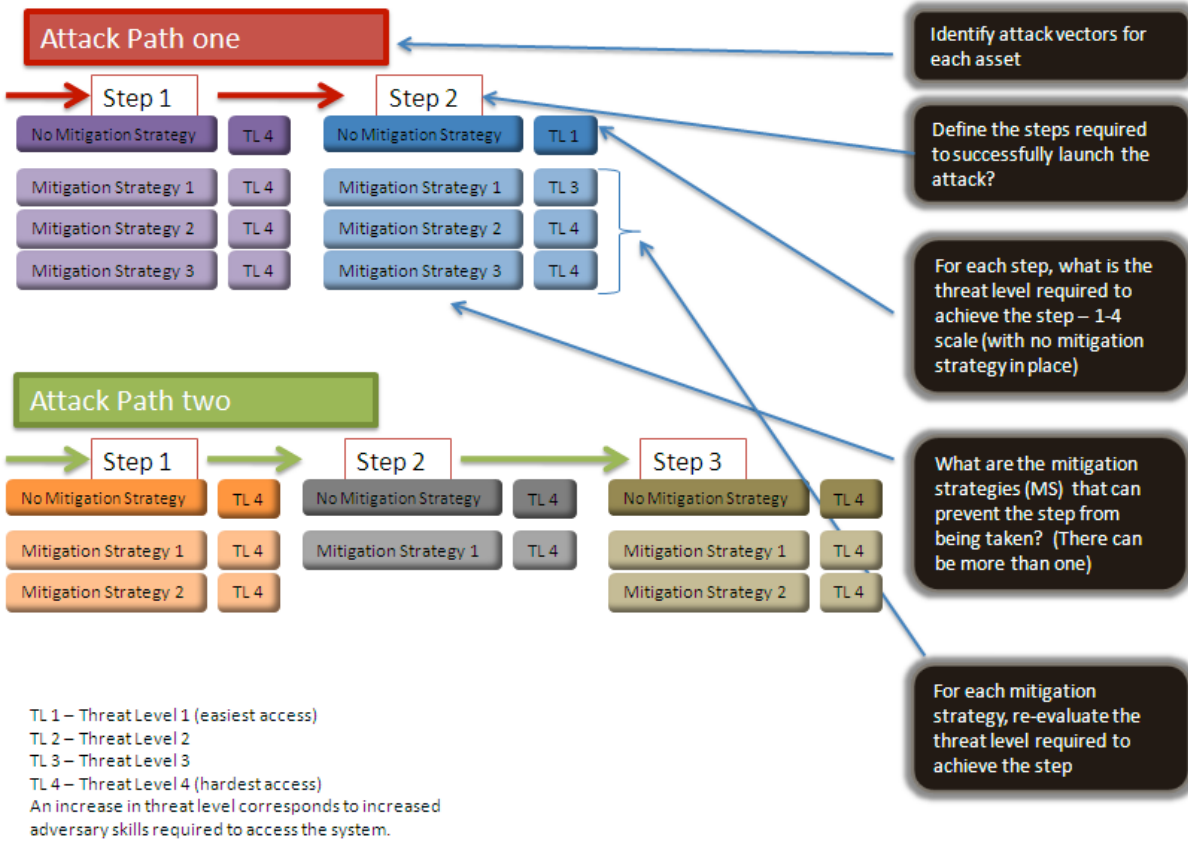 Attack Path one
Step 1
Step 2
No Mitigation Strategy TL 4
No Mitigation Strategy TL 1
Mitigation Strategy 1 TL 4
Mitigation Strategy 1 TL 3
Mitigation Strategy 2 TL 4
Mitigation Strategy 2 TL 4
Mitigation Strategy 3 TL 4
Mitigation Strategy 3 TL 4
Attack Path two
Step 1
Step 2
Step 3
No Mitigation Strategy TL 4
No Mitigation Strategy TL 4
No Mitigation Strategy TL 4
Mitigation Strategy 1 TL 4
Mitigation Strategy 1 TL 4
Mitigation Strategy 1 TL 4
Mitigation Strategy 2 TL 4
Mitigation Strategy 2 TL 4
TL 1 – Threat Level 1 (easiest access)
TL 2 – Threat Level 2
TL 3 – Threat Level 3
TL 4 – Threat Level 4 (hardest access)
An increase in threat level corresponds to increased
adversary skills required to access the system.
Identify attack vectors for
each asset
Define the steps required
to successfully launch the
attack?
For each step, what is the
threat level required to
achieve the step – 1-4
scale (with no mitigation
strategy in place)
What are the mitigation
strategies (MS) that can
prevent the step from
being taken? (There can
be more than one)
For each mitigation
strategy, re-evaluate the
threat level required to
achieve the step